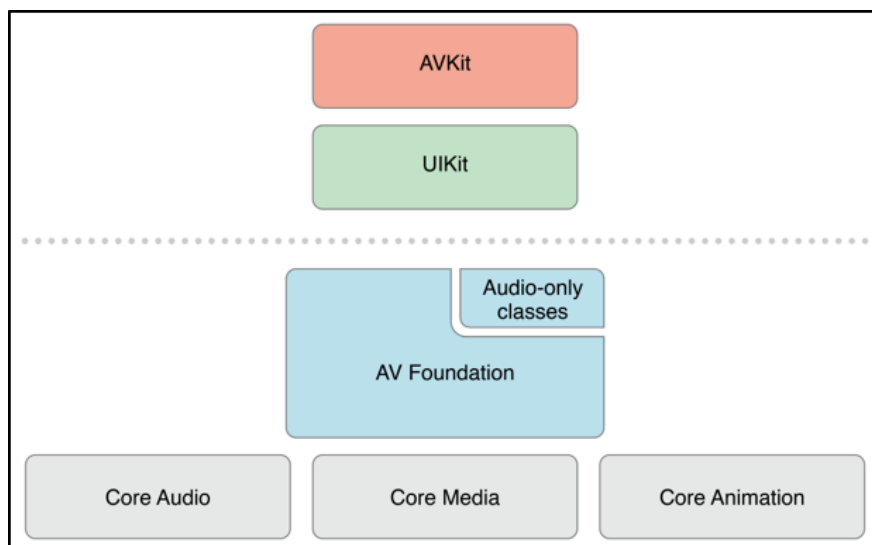 AVKit
UIKit
Audio-only
classes
AV Foundation
Core Audio
Core Media
Core Animation